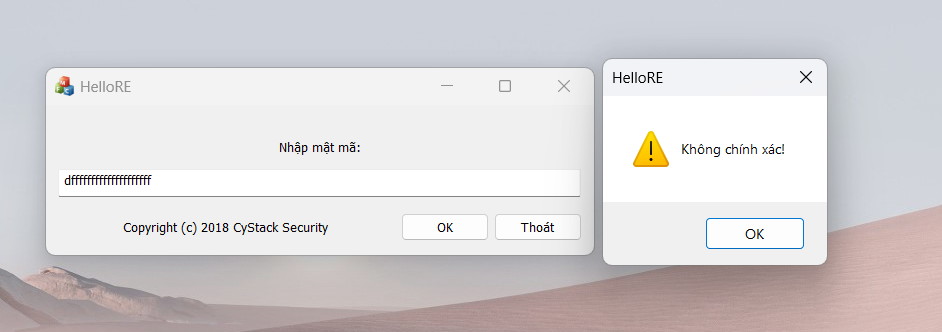 HelloRE
Nhập mật mã:
dffffffffffffffffffff
Copyright (c) 2018 CyStack Security
OK
Thoát
HelloRE
Không chính xác!
OK